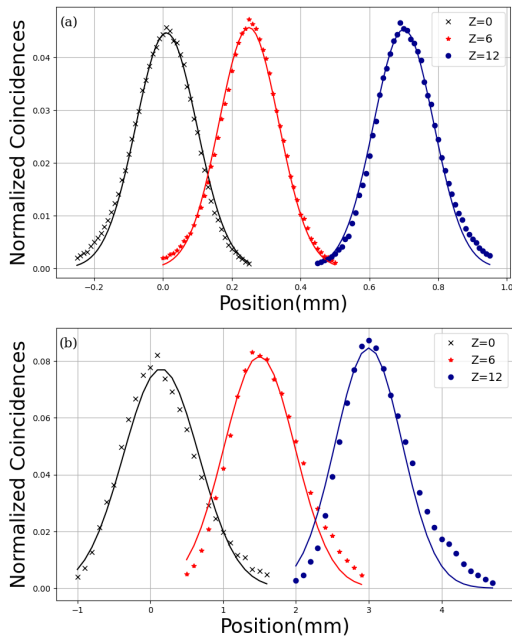 (a)
Z=0
Z=6
Z=12
Normalized Coincidences
0.04
0.03
0.02
0.01
0.00
−0.2 0.0 0.2 0.4 0.6 0.8 1.0
Position(mm)
(b)
Z=0
Z=6
Z=12
Normalized Coincidences
0.08
0.06
0.04
0.02
0.00
−1 0 1 2 3 4
Position(mm)